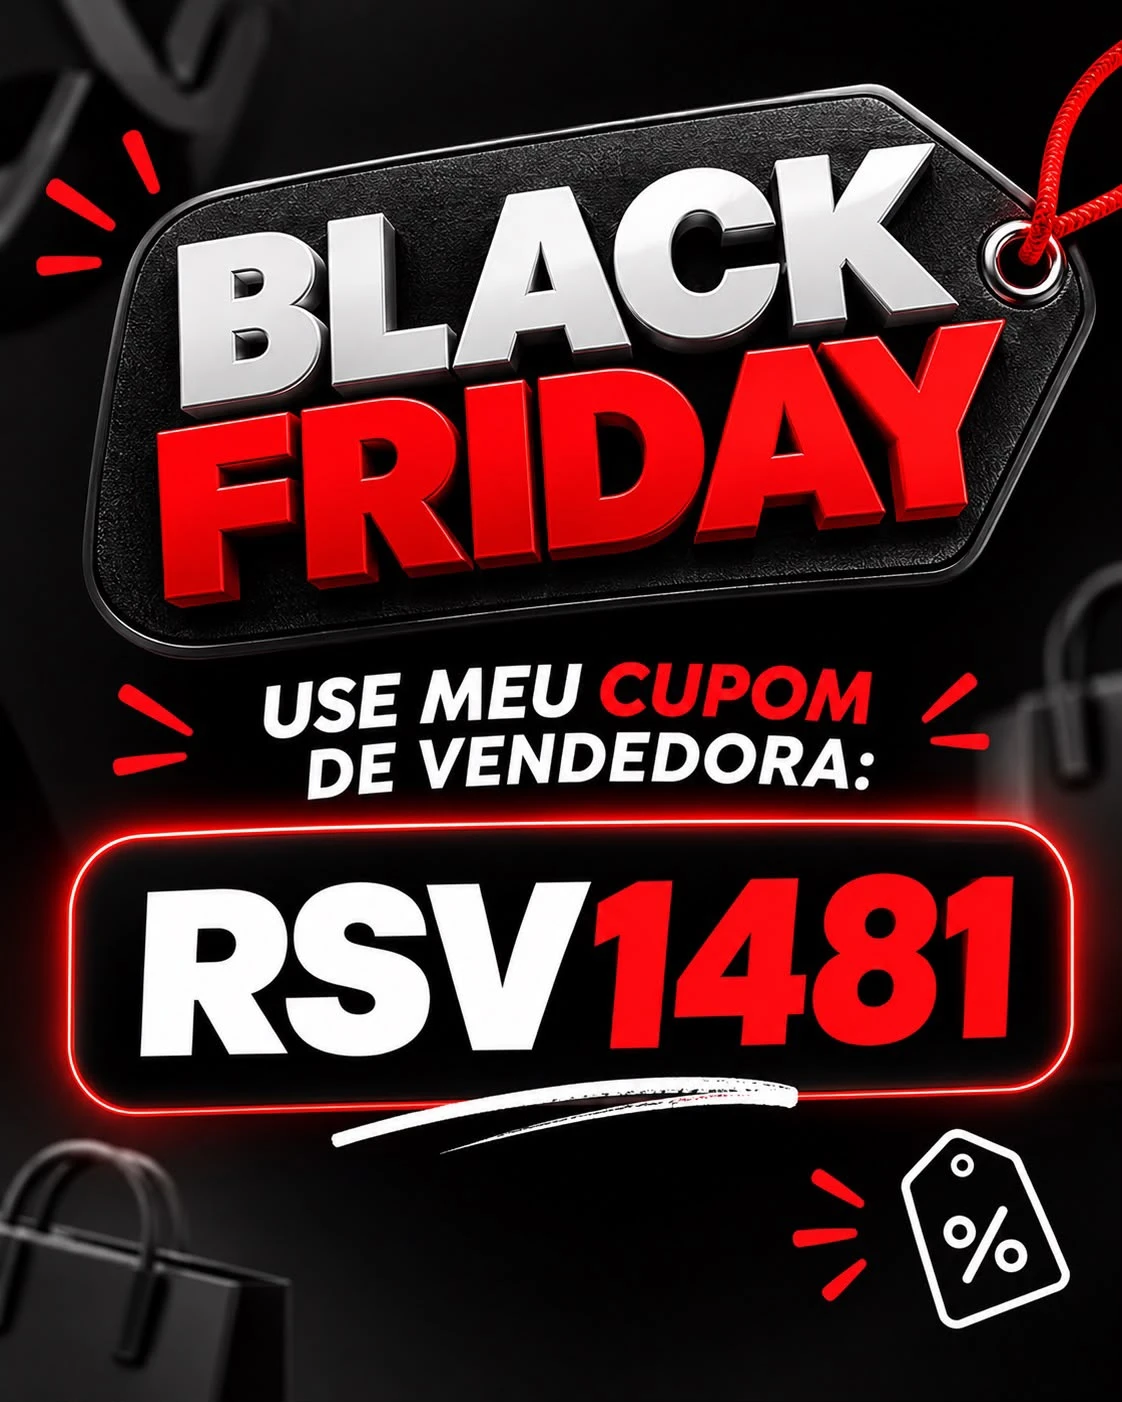 BLACK
FRIDAY
USE MEU CUPOM
DE VENDEDORA:
RSV1481
%